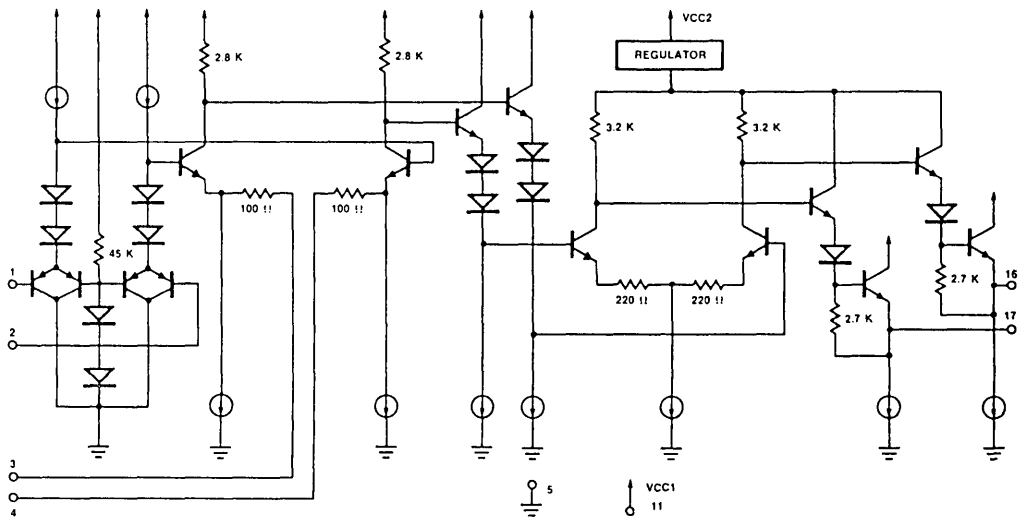 VCC2
REGULATOR
2.8 K
2.8 K
3.2 K
3.2 K
100 Ω
100 Ω
45 K
1
2
220 Ω
220 Ω
2.7 K
2.7 K
16
17
3
4
5
VCC1
11